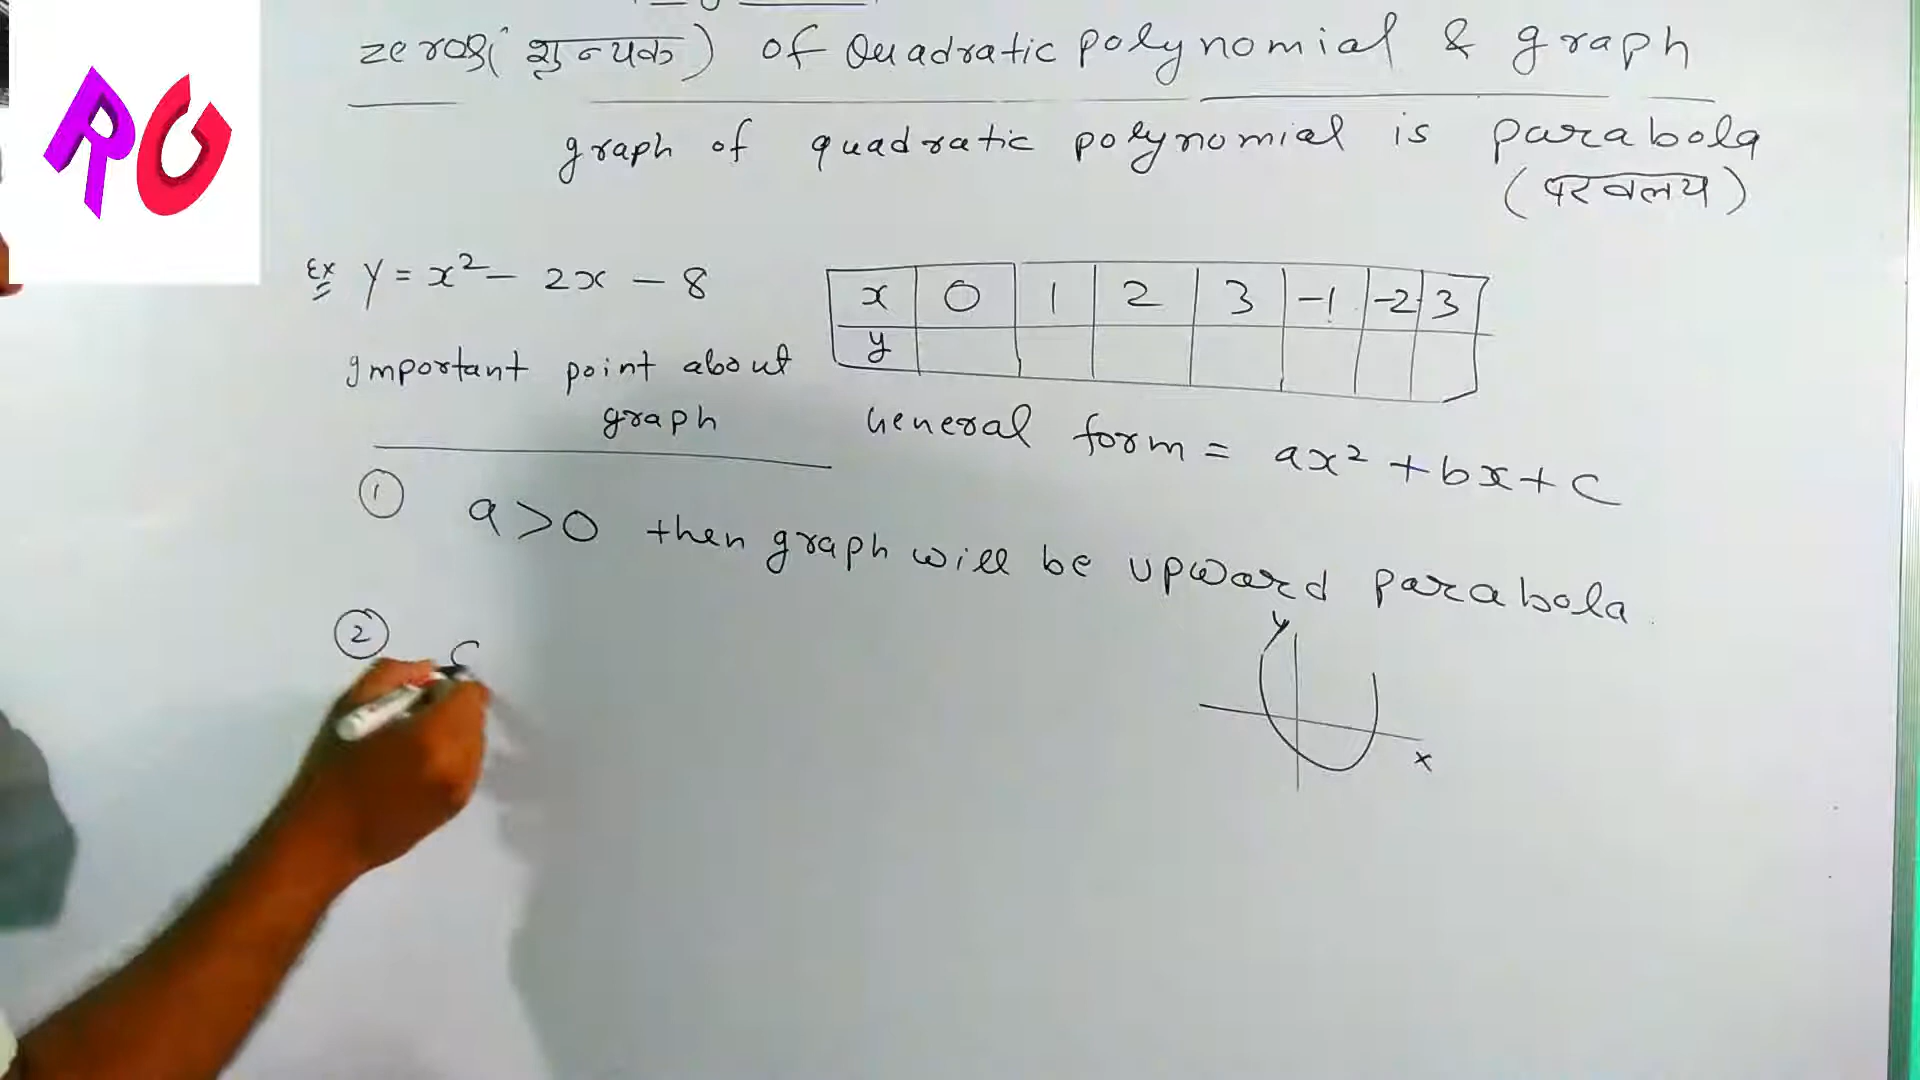 RG
zeros(शुन्यक) of Quadratic polynomial & graph
graph of quadratic polynomial is parabola
(परवलय)
Ex y = x² - 2x - 8
x 0 1 2 3 -1 -2 3
y
Important point about
graph
General form = ax² + bx + c
① a > 0 then graph will be upward parabola
y
x
②